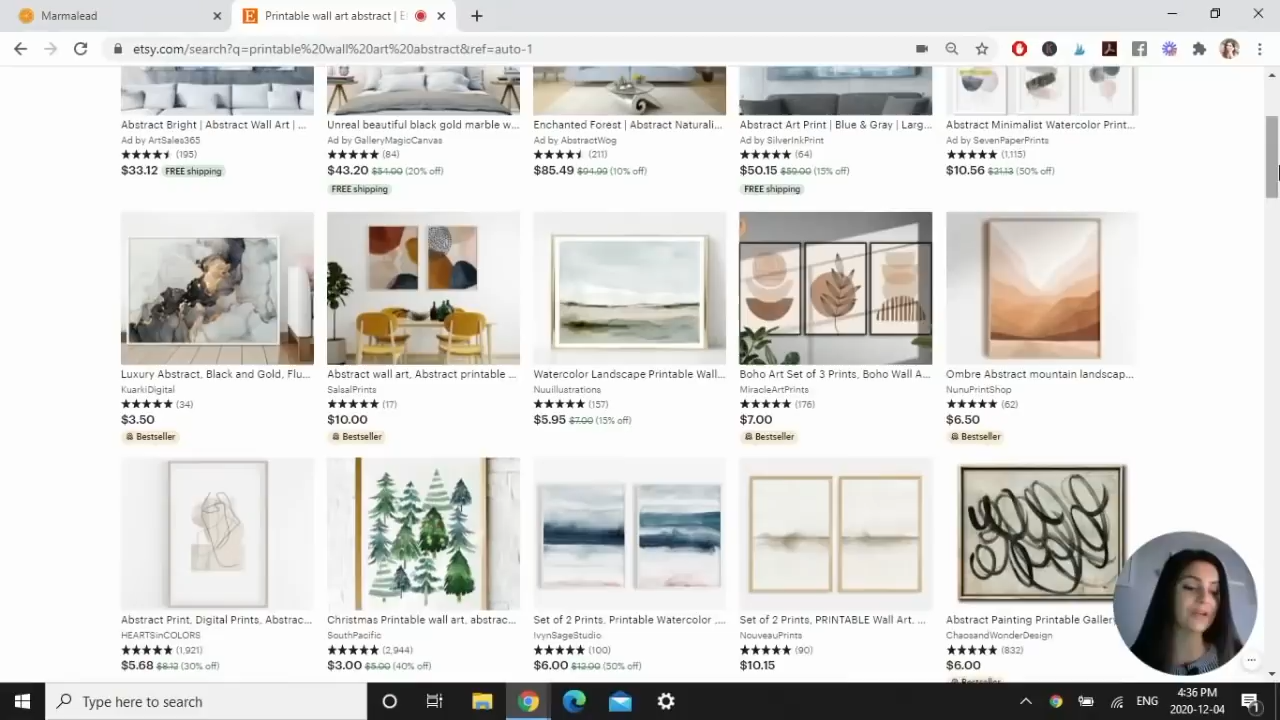 Marmalead
Printable wall art abstract | E
etsy.com/search?q=printable%20wall%20art%20abstract&ref=auto-1
Abstract Bright | Abstract Wall Art | ...
Ad by ArtSales365
(195)
$33.12 FREE shipping
Unreal beautiful black gold marble w...
Ad by GalleryMagicCanvas
(84)
$43.20 $54.00 (20% off)
FREE shipping
Enchanted Forest | Abstract Naturali...
Ad by AbstractWog
(211)
$85.49 $94.99 (10% off)
Abstract Art Print | Blue & Gray | Larg...
Ad by SilverInkPrint
(64)
$50.15 $59.00 (15% off)
FREE shipping
Abstract Minimalist Watercolor Print...
Ad by SevenPaperPrints
(1,115)
$10.56 $21.13 (50% off)
Luxury Abstract, Black and Gold, Flu...
KuarkiDigital
(34)
$3.50
Bestseller
Abstract wall art, Abstract printable ...
SalsalPrints
(17)
$10.00
Bestseller
Watercolor Landscape Printable Wall...
Nuuillustrations
(157)
$5.95 $7.00 (15% off)
Boho Art Set of 3 Prints, Boho Wall A...
MiracleArtPrints
(176)
$7.00
Bestseller
Ombre Abstract mountain landscap...
NunuPrintShop
(62)
$6.50
Bestseller
Abstract Print, Digital Prints, Abstrac...
HEARTSinCOLORS
(1,921)
$5.68 $8.12 (30% off)
Christmas Printable wall art, abstrac...
SouthPacific
(2,944)
$3.00 $5.00 (40% off)
Set of 2 Prints, Printable Watercolor ,...
IvynSageStudio
(100)
$6.00 $12.00 (50% off)
Set of 2 Prints, PRINTABLE Wall Art, ...
NouveauPrints
(90)
$10.15
Abstract Painting Printable Galler
ChaosandWonderDesign
(832)
$6.00
Bestseller
Type here to search
ENG
4:36 PM
2020-12-04